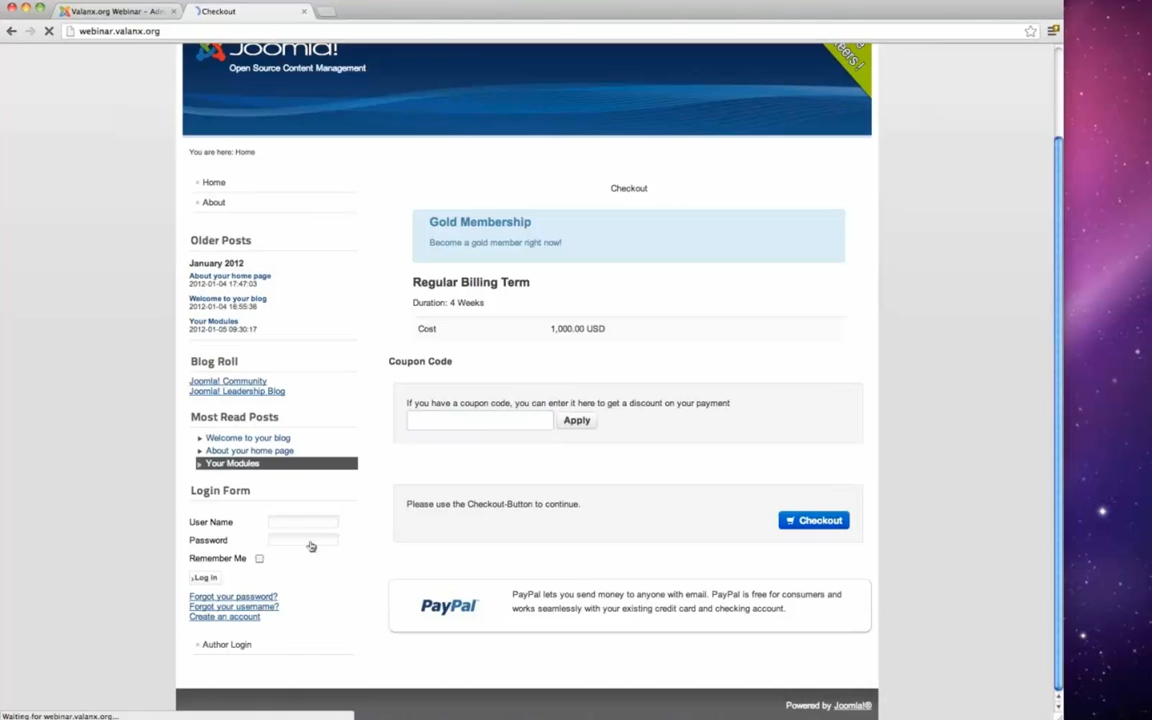 Valanx.org Webinar – Adm
Checkout
webinar.valanx.org
Joomla!
Open Source Content Management
You are here: Home
Home
About
Older Posts
January 2012
About your home page
2012-01-04 17:47:03
Welcome to your blog
2012-01-04 16:55:36
Your Modules
2012-01-05 09:30:17
Blog Roll
Joomla! Community
Joomla! Leadership Blog
Most Read Posts
Welcome to your blog
About your home page
Your Modules
Login Form
User Name
Password
Remember Me
Log in
Forgot your password?
Forgot your username?
Create an account
Author Login
Checkout
Gold Membership
Become a gold member right now!
Regular Billing Term
Duration: 4 Weeks
Cost 1,000.00 USD
Coupon Code
If you have a coupon code, you can enter it here to get a discount on your payment
Apply
Please use the Checkout-Button to continue.
Checkout
PayPal
PayPal lets you send money to anyone with email. PayPal is free for consumers and
works seamlessly with your existing credit card and checking account.
Powered by Joomla!®
Waiting for webinar.valanx.org...